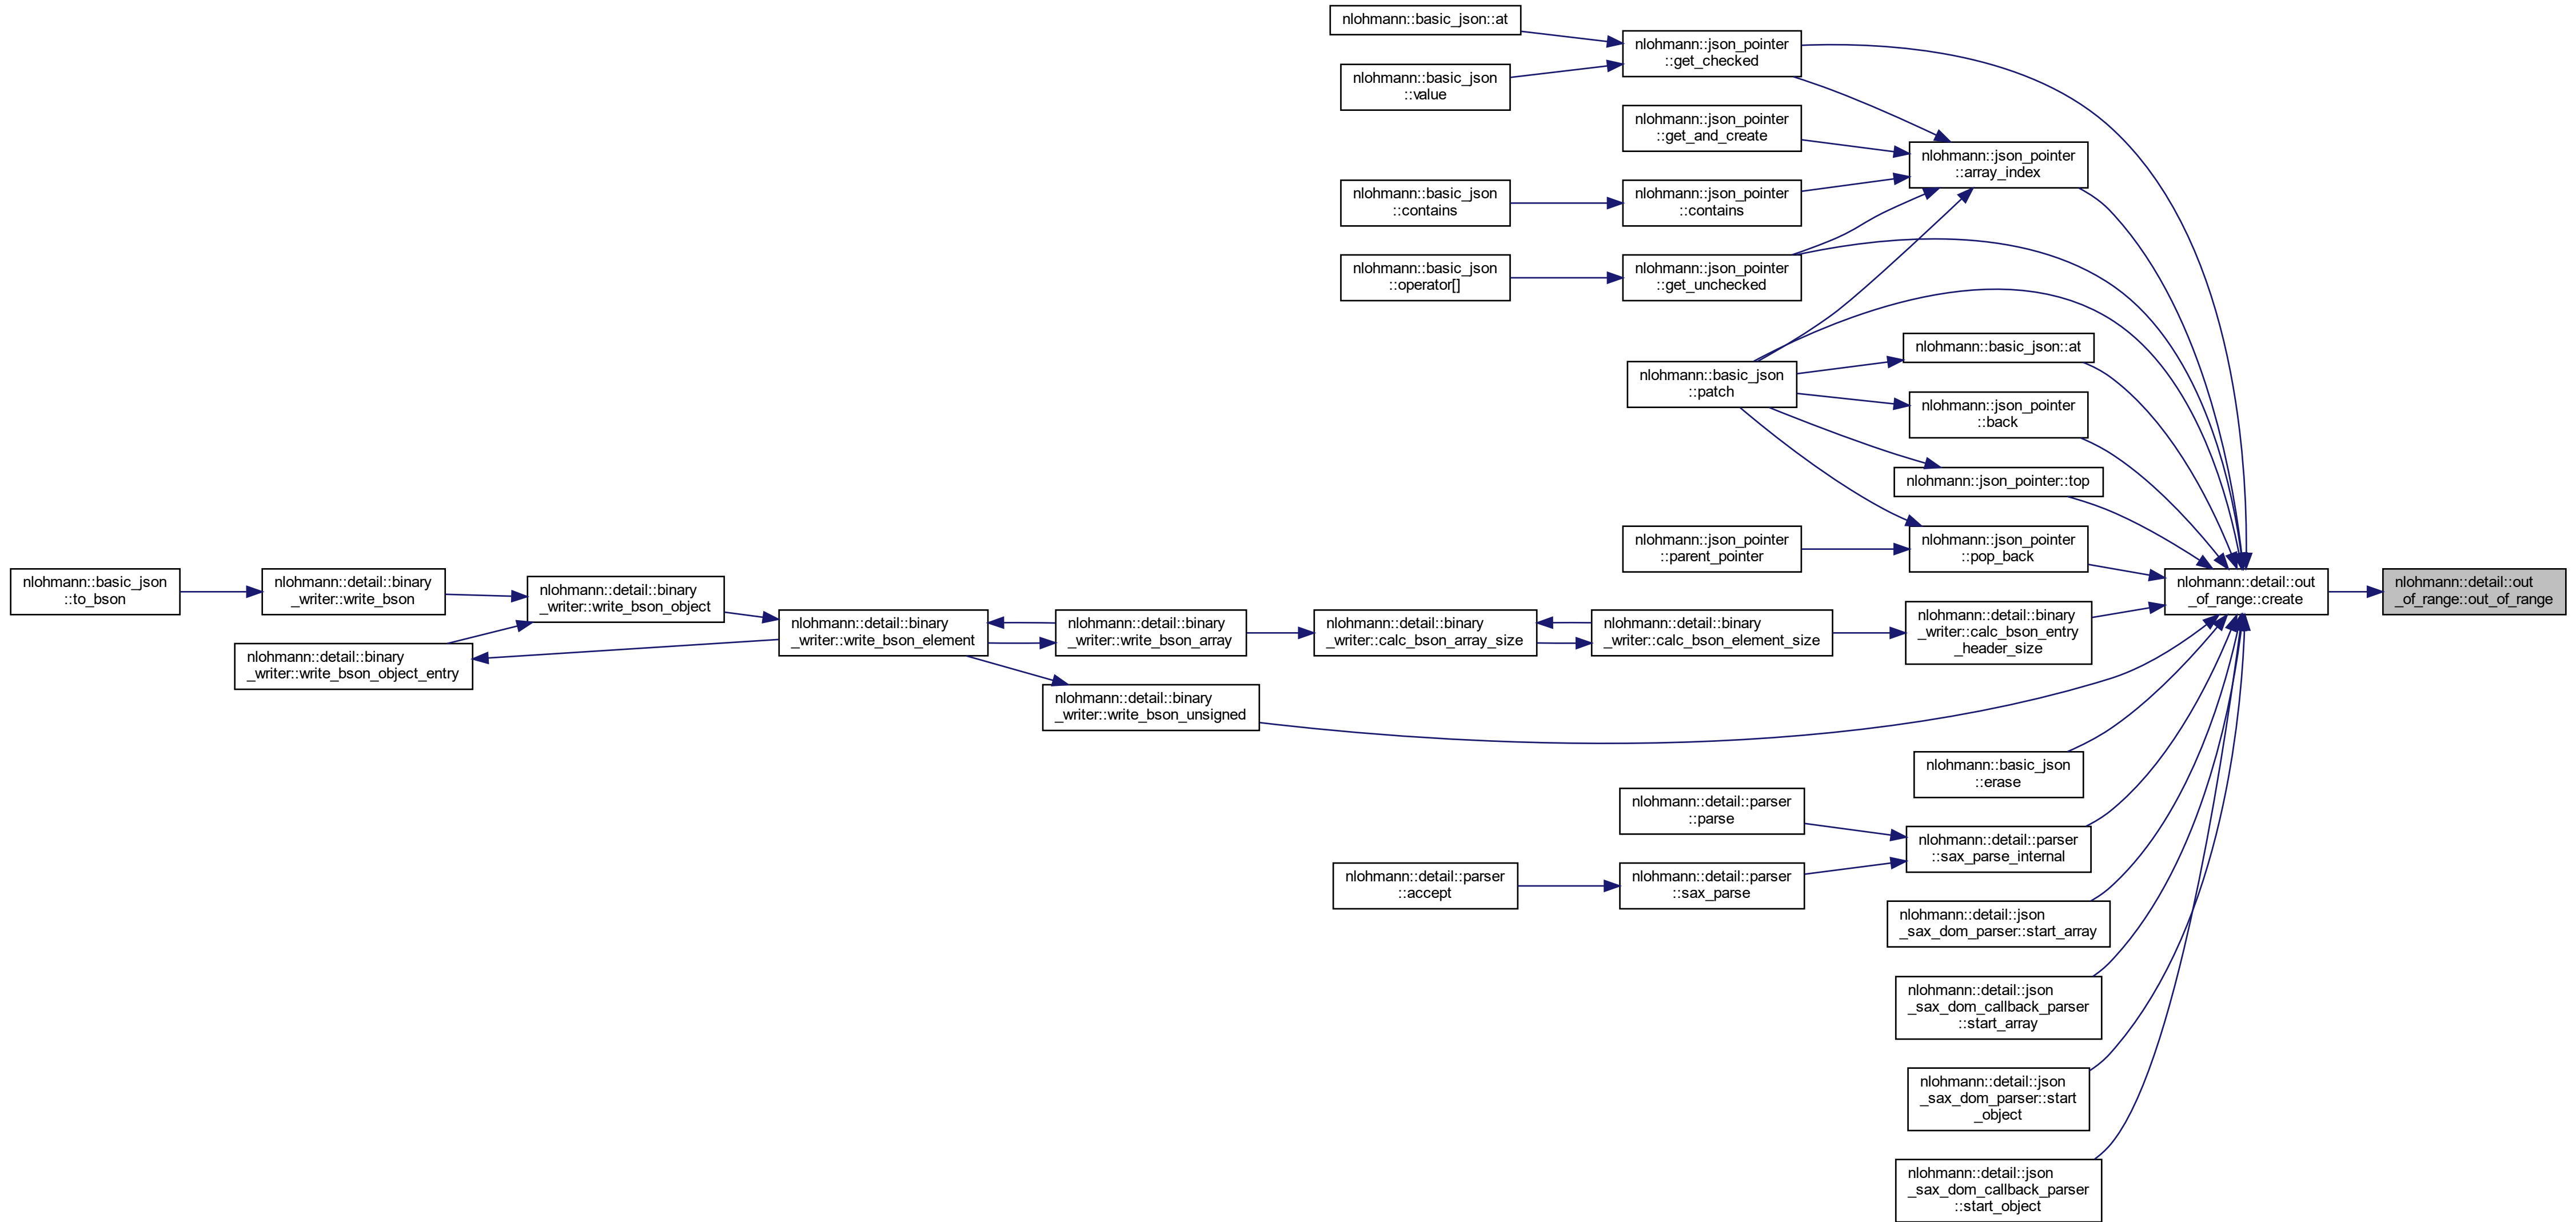 nlohmann::basic_json::at
nlohmann::json_pointer
::get_checked
nlohmann::basic_json
::value
nlohmann::json_pointer
::get_and_create
nlohmann::json_pointer
::array_index
nlohmann::basic_json
::contains
nlohmann::json_pointer
::contains
nlohmann::basic_json
::operator[]
nlohmann::json_pointer
::get_unchecked
nlohmann::basic_json::at
nlohmann::basic_json
::patch
nlohmann::json_pointer
::back
nlohmann::json_pointer::top
nlohmann::json_pointer
::parent_pointer
nlohmann::json_pointer
::pop_back
nlohmann::basic_json
::to_bson
nlohmann::detail::binary
_writer::write_bson
nlohmann::detail::binary
_writer::write_bson_object
nlohmann::detail::out
_of_range::create
nlohmann::detail::out
_of_range::out_of_range
nlohmann::detail::binary
_writer::write_bson_object_entry
nlohmann::detail::binary
_writer::write_bson_element
nlohmann::detail::binary
_writer::write_bson_array
nlohmann::detail::binary
_writer::calc_bson_array_size
nlohmann::detail::binary
_writer::calc_bson_element_size
nlohmann::detail::binary
_writer::calc_bson_entry
_header_size
nlohmann::detail::binary
_writer::write_bson_unsigned
nlohmann::basic_json
::erase
nlohmann::detail::parser
::parse
nlohmann::detail::parser
::sax_parse_internal
nlohmann::detail::parser
::accept
nlohmann::detail::parser
::sax_parse
nlohmann::detail::json
_sax_dom_parser::start_array
nlohmann::detail::json
_sax_dom_callback_parser
::start_array
nlohmann::detail::json
_sax_dom_parser::start
_object
nlohmann::detail::json
_sax_dom_callback_parser
::start_object